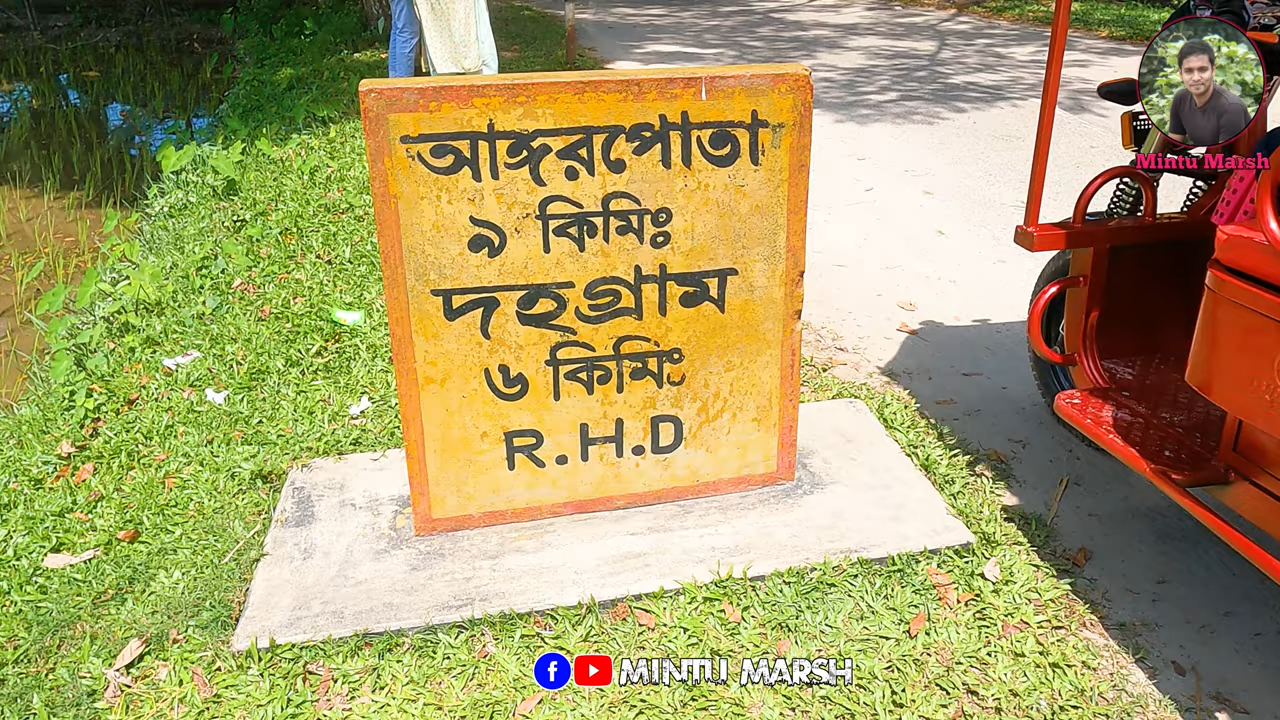 আঙ্গরপোতা
৯ কিমিঃ
দহগ্রাম
৬ কিমিঃ
R.H.D
Mintu Marsh
MINTU MARSH